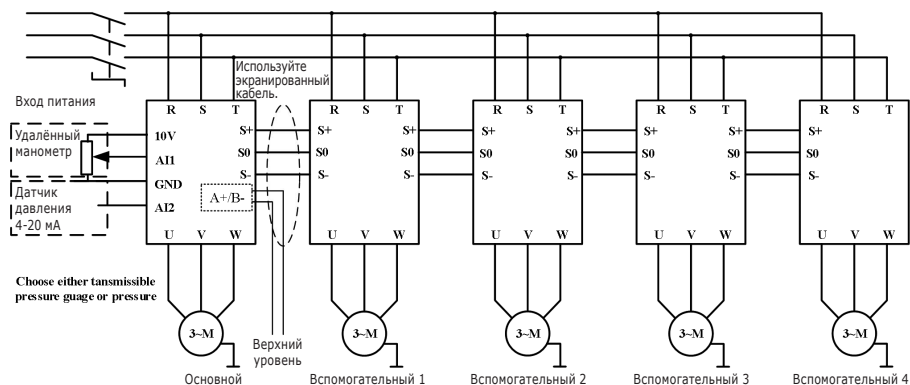 Используйте
экранированный
кабель.
Вход питания
R S T
R S T
R S T
R S T
R S T
Удалённый
манометр
Датчик
давления
4-20 мА
10V
AI1
GND
AI2
S+
S0
S-
A+/B-
U V W
S+
S0
S-
S+
S0
S-
U V W
S+
S0
S-
S+
S0
S-
U V W
S+
S0
S-
S+
S0
S-
U V W
S+
S0
S-
U V W
Choose either tansmissible
pressure guage or pressure
3~M
3~M
3~M
3~M
3~M
Верхний
уровень
Основной
Вспомогательный 1
Вспомогательный 2
Вспомогательный 3
Вспомогательный 4